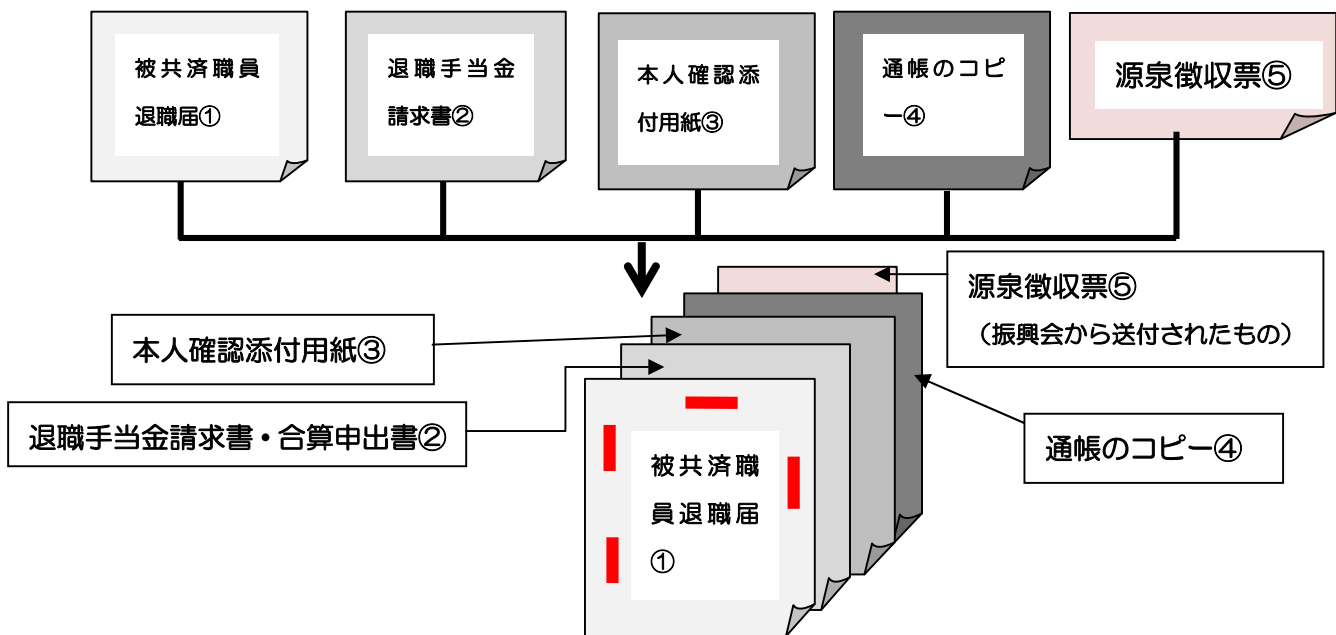 被共済職員
退職届①
退職手当金
請求書②
本人確認添
付用紙③
通帳のコピ
ー④
源泉徴収票⑤
源泉徴収票⑤
（振興会から送付されたもの）
本人確認添付用紙③
退職手当金請求書・合算申出書②
通帳のコピー④
被共済職
員退職届
①